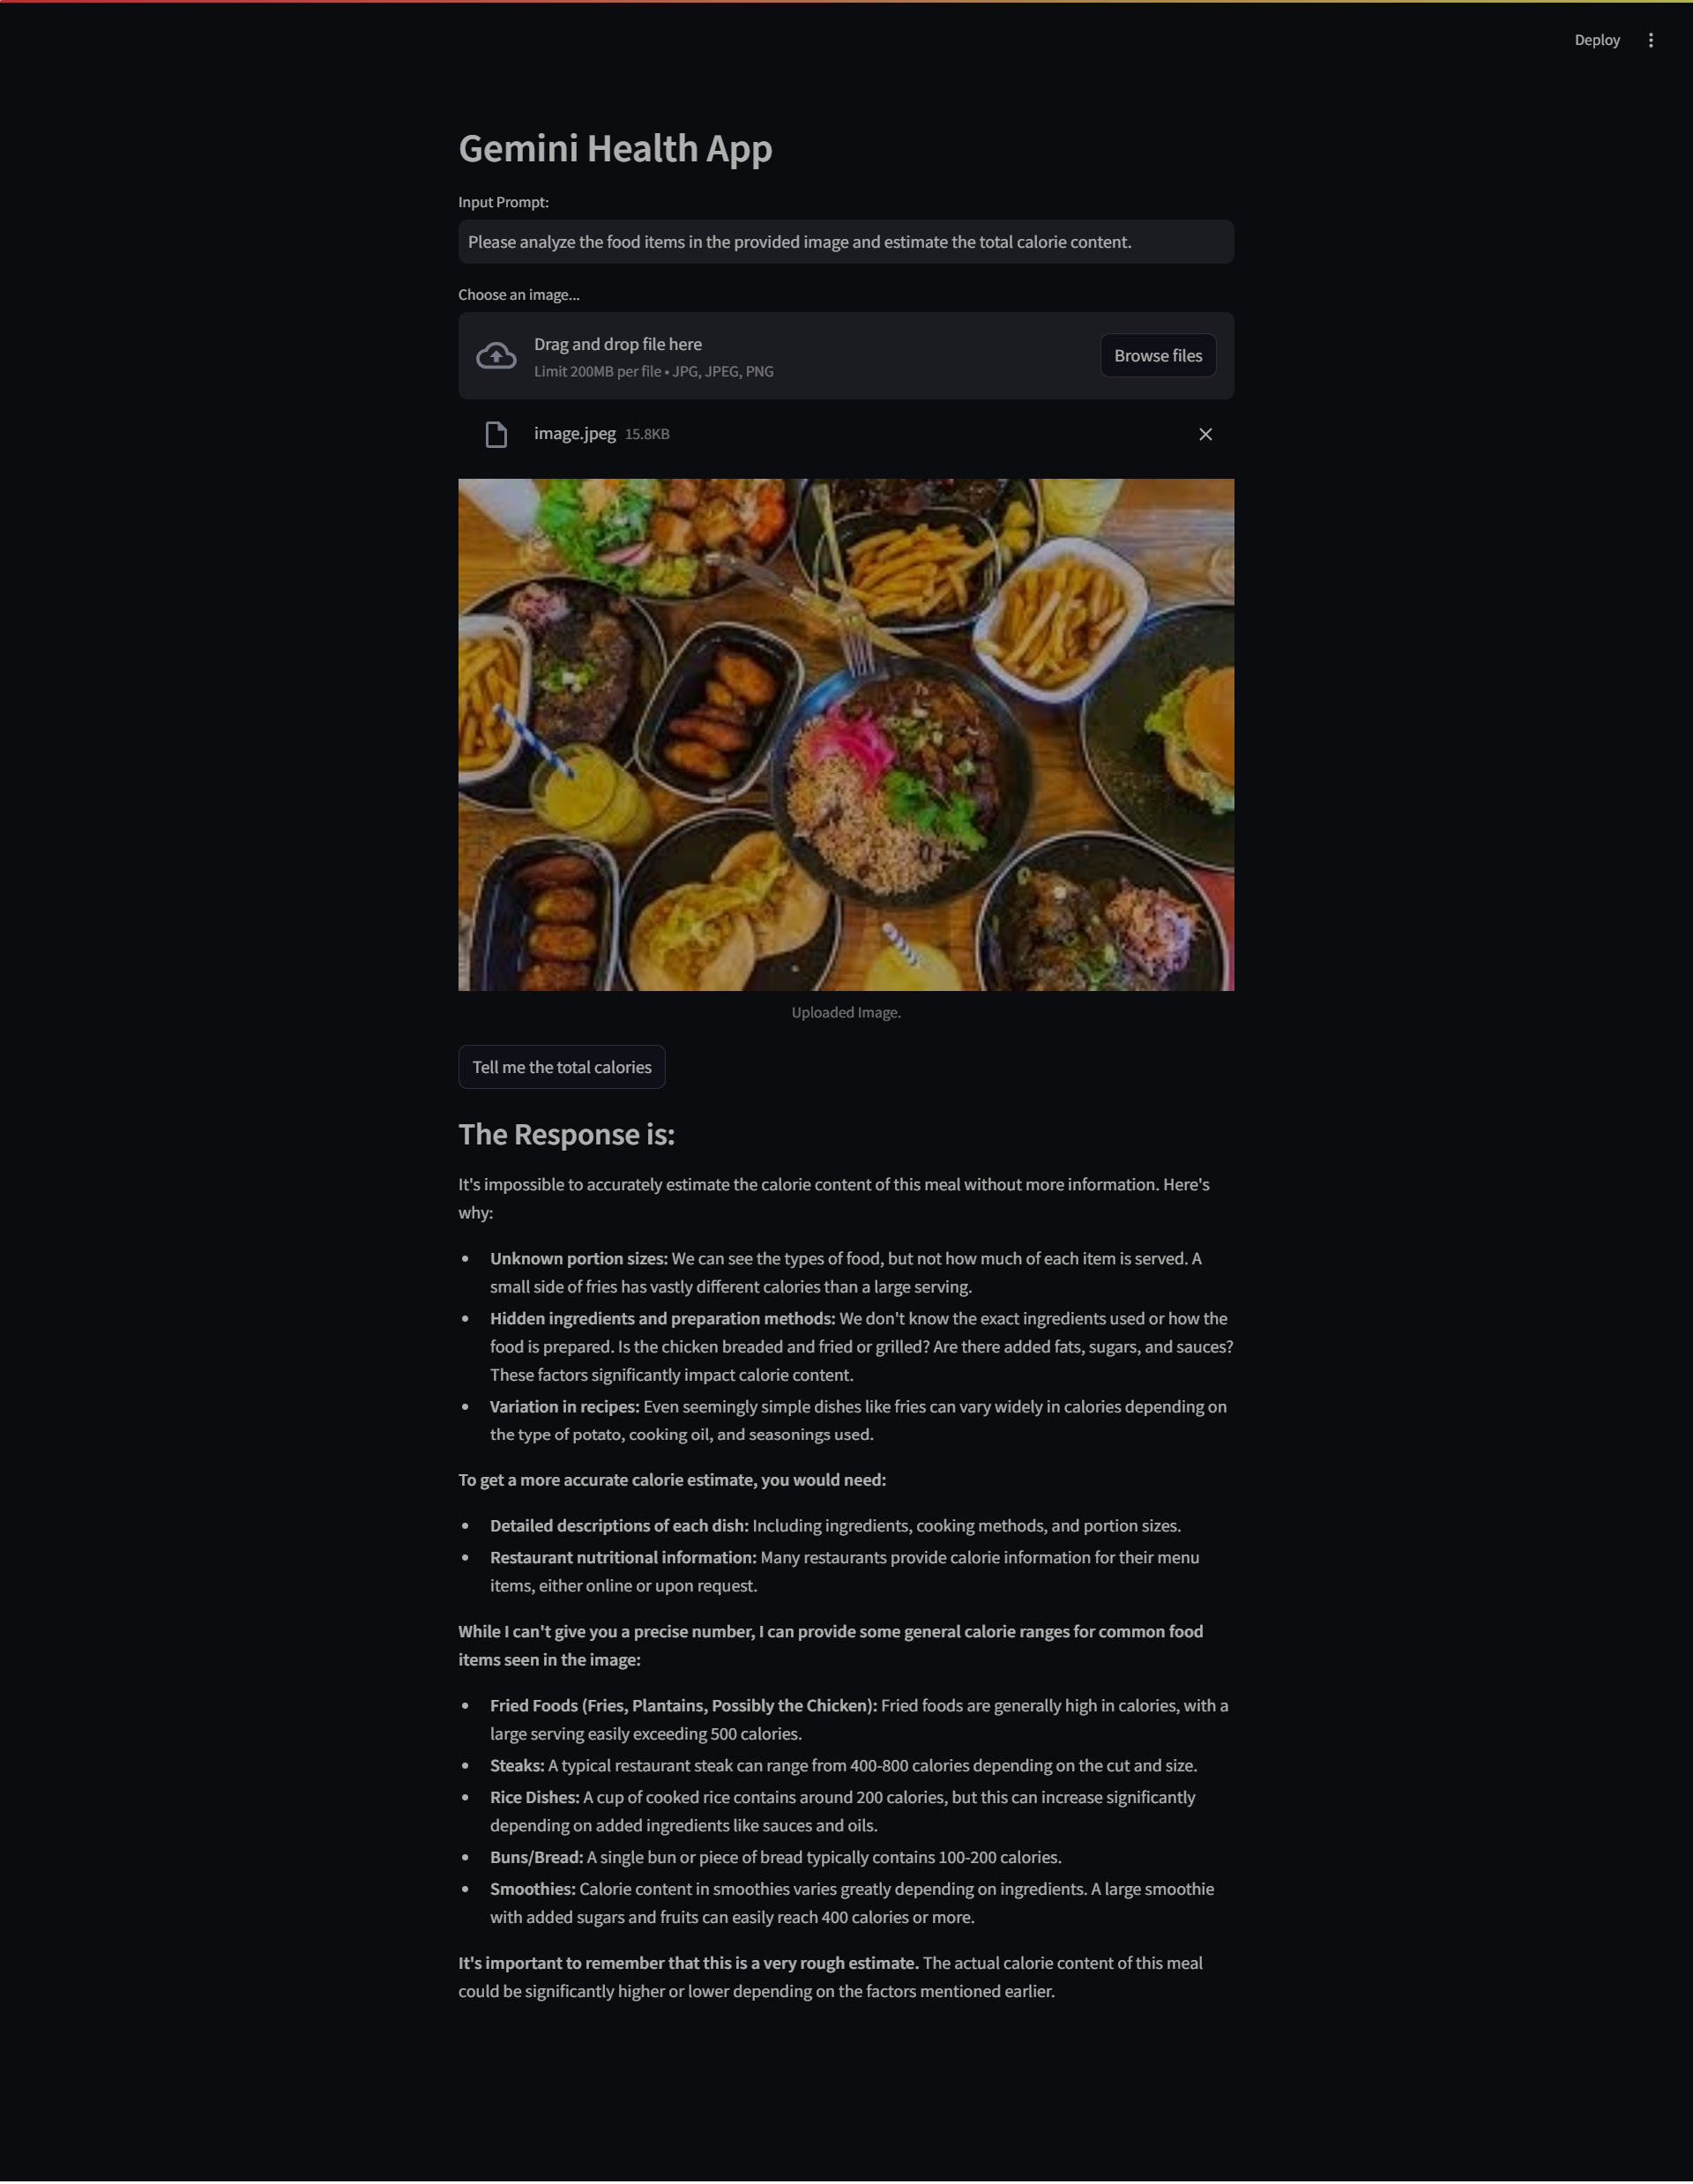 Deploy
Gemini Health App
Input Prompt:
Please analyze the food items in the provided image and estimate the total calorie content.
Choose an image...
Drag and drop file here
Limit 200MB per file • JPG, JPEG, PNG
Browse files
image.jpeg 15.8KB
Uploaded Image.
Tell me the total calories
The Response is:
It's impossible to accurately estimate the calorie content of this meal without more information. Here's
why:
• Unknown portion sizes: We can see the types of food, but not how much of each item is served. A
small side of fries has vastly different calories than a large serving.
• Hidden ingredients and preparation methods: We don't know the exact ingredients used or how the
food is prepared. Is the chicken breaded and fried or grilled? Are there added fats, sugars, and sauces?
These factors significantly impact calorie content.
• Variation in recipes: Even seemingly simple dishes like fries can vary widely in calories depending on
the type of potato, cooking oil, and seasonings used.
To get a more accurate calorie estimate, you would need:
• Detailed descriptions of each dish: Including ingredients, cooking methods, and portion sizes.
• Restaurant nutritional information: Many restaurants provide calorie information for their menu
items, either online or upon request.
While I can't give you a precise number, I can provide some general calorie ranges for common food
items seen in the image:
• Fried Foods (Fries, Plantains, Possibly the Chicken): Fried foods are generally high in calories, with a
large serving easily exceeding 500 calories.
• Steaks: A typical restaurant steak can range from 400-800 calories depending on the cut and size.
• Rice Dishes: A cup of cooked rice contains around 200 calories, but this can increase significantly
depending on added ingredients like sauces and oils.
• Buns/Bread: A single bun or piece of bread typically contains 100-200 calories.
• Smoothies: Calorie content in smoothies varies greatly depending on ingredients. A large smoothie
with added sugars and fruits can easily reach 400 calories or more.
It's important to remember that this is a very rough estimate. The actual calorie content of this meal
could be significantly higher or lower depending on the factors mentioned earlier.